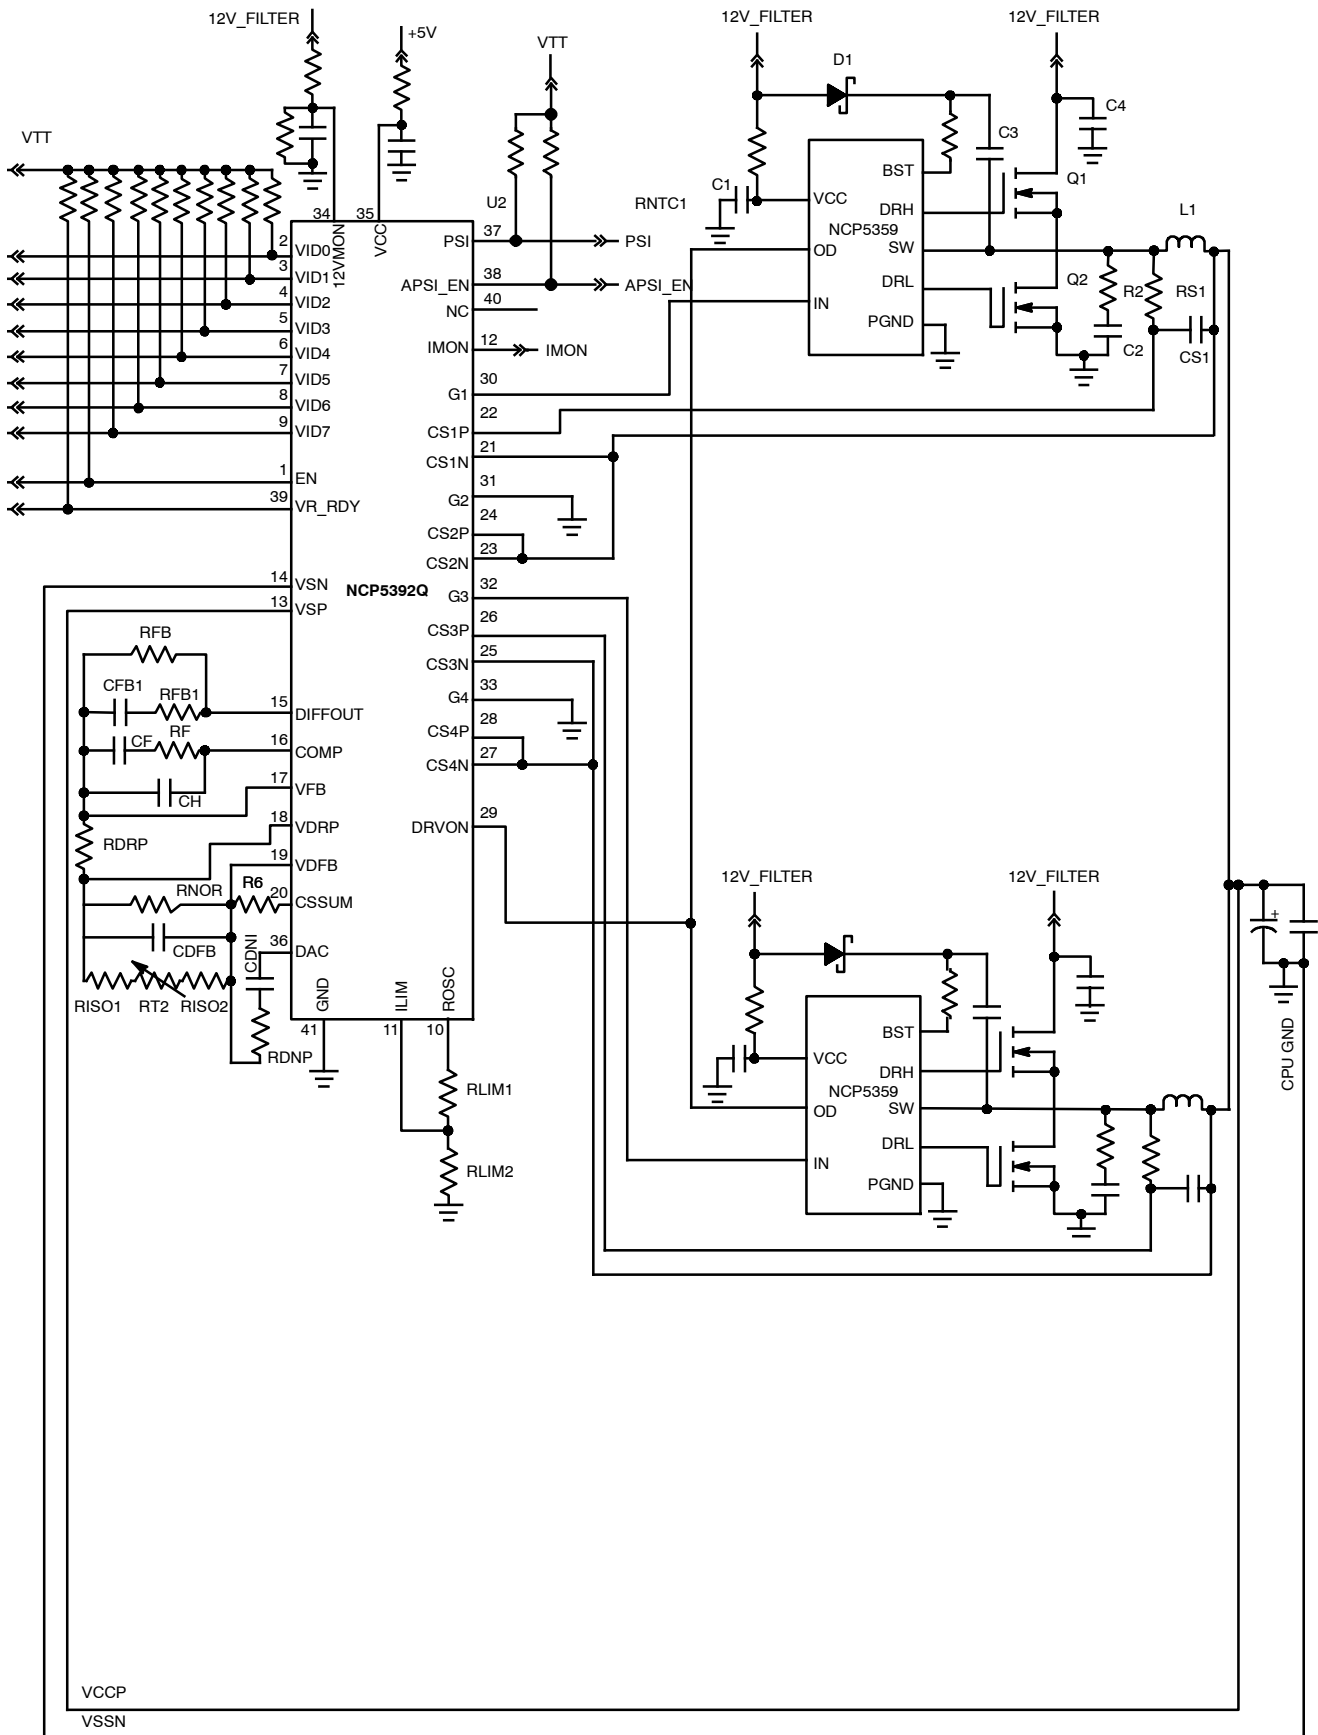 12V_FILTER
+5V
VTT
12V_FILTER
12V_FILTER
D1
C4
C3
VTT
BST
Q1
C1
VCC
U2
RNTC1
DRH
L1
34
35
NCP5359
12VMON
VCC
2
VID0
37
PSI
PSI
OD
SW
3
VID1
38
APSI_EN
APSI_EN
DRL
Q2
R2
RS1
4
VID2
40
NC
IN
5
VID3
PGND
6
VID4
12
IMON
IMON
C2
CS1
7
VID5
30
G1
8
VID6
22
CS1P
9
VID7
21
CS1N
1
EN
31
G2
39
VR_RDY
24
CS2P
23
CS2N
14
VSN
NCP5392Q
32
G3
13
VSP
26
CS3P
RFB
25
CS3N
CFB1
RFB1
33
G4
15
DIFFOUT
28
CS4P
CF
RF
16
COMP
27
CS4N
17
VFB
CH
18
VDRP
29
DRVON
RDRP
19
VDFB
RNOR
R6
20
CSSUM
12V_FILTER
12V_FILTER
+
CDFB
36
DAC
CDNI
RISO1
RT2
RISO2
GND
ILIM
ROSC
41
11
10
RDNP
BST
VCC
DRH
NCP5359
CPU GND
RLIM1
OD
SW
DRL
RLIM2
IN
PGND
VCCP
VSSN